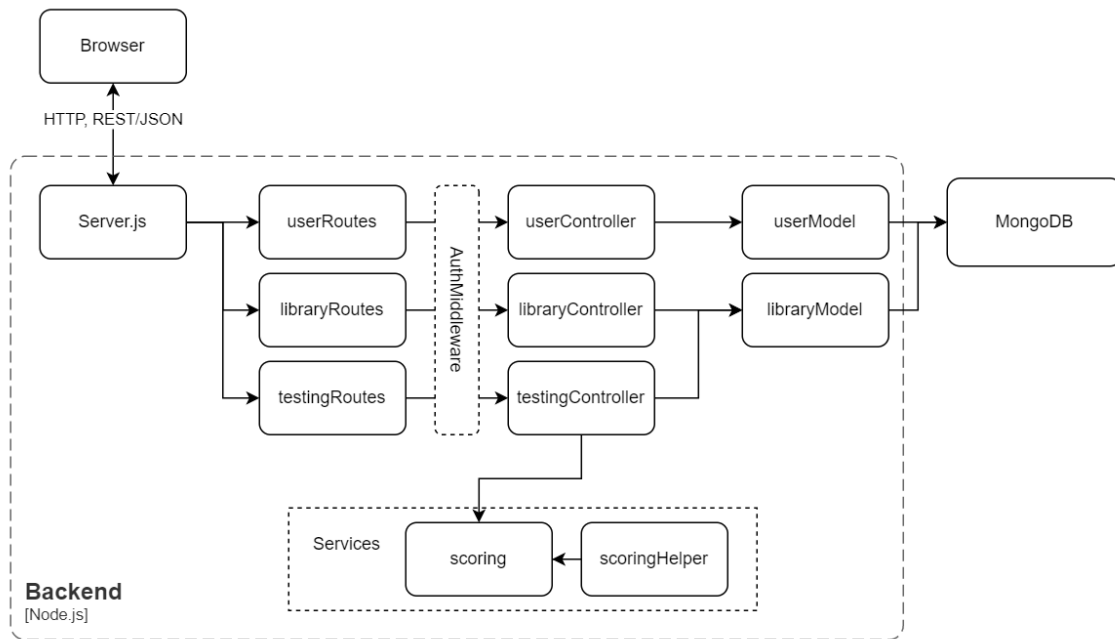 Browser
HTTP, REST/JSON
Server.js
userRoutes
userController
userModel
MongoDB
AuthMiddleware
libraryRoutes
libraryController
libraryModel
testingRoutes
testingController
Services
scoring
scoringHelper
Backend
[Node.js]